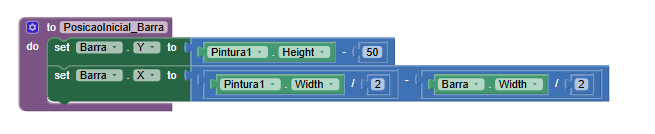 to PosicaoInicial_Barra
do set Barra . Y to Pintura1 . Height - 50
set Barra . X to Pintura1 . Width / 2 - Barra . Width / 2